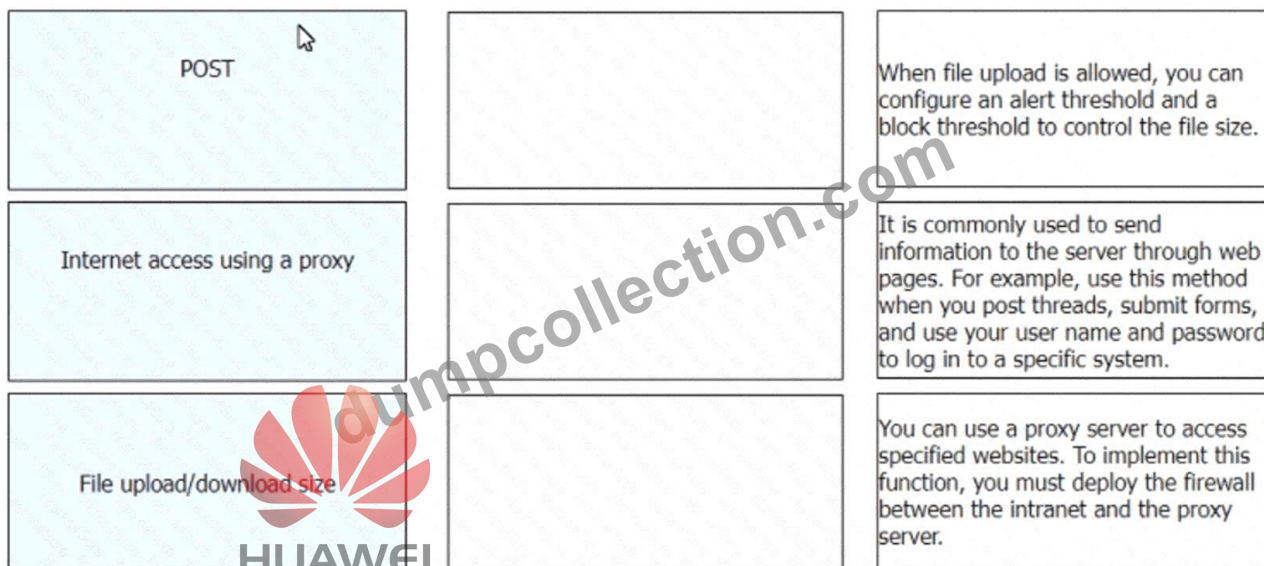 POST
When file upload is allowed, you can
configure an alert threshold and a
block threshold to control the file size.
Internet access using a proxy
It is commonly used to send
information to the server through web
pages. For example, use this method
when you post threads, submit forms,
and use your user name and password
to log in to a specific system.
File upload/download size
You can use a proxy server to access
specified websites. To implement this
function, you must deploy the firewall
between the intranet and the proxy
server.
dumpcollection.com
HUAWEI